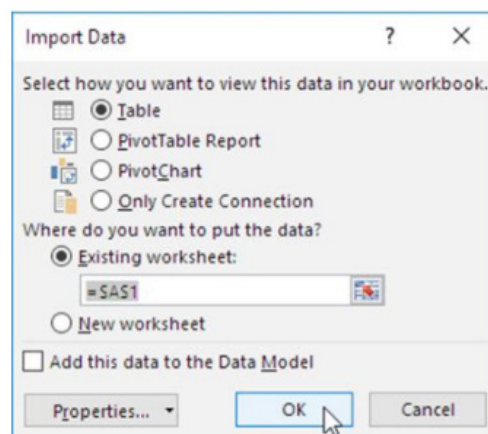 Import Data ? X
Select how you want to view this data in your workbook.
Table
PivotTable Report
PivotChart
Only Create Connection
Where do you want to put the data?
Existing worksheet:
=$A$1
New worksheet
Add this data to the Data Model
Properties... OK Cancel